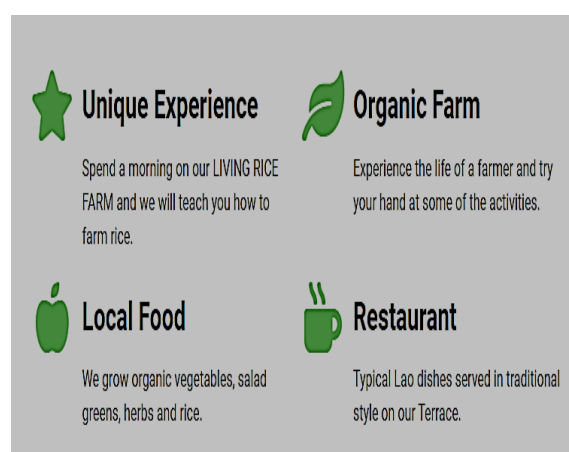 Unique Experience
Spend a morning on our LIVING RICE
FARM and we will teach you how to
farm rice.
Organic Farm
Experience the life of a farmer and try
your hand at some of the activities.
Local Food
We grow organic vegetables, salad
greens, herbs and rice.
Restaurant
Typical Lao dishes served in traditional
style on our Terrace.